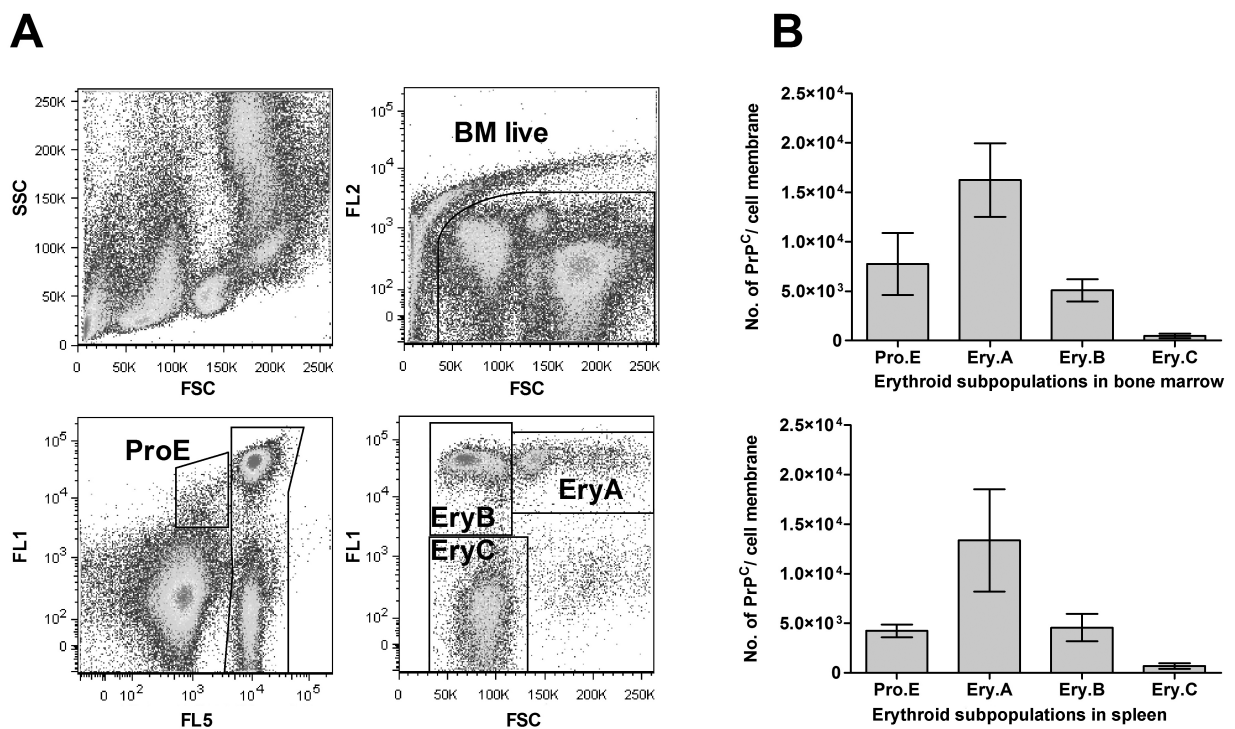 A
B
250K
200K
150K
100K
50K
0
SSC
0 50K 100K 150K 200K 250K
FSC
BM live
10^5
10^4
10^3
10^2
0
FL2
0 50K 100K 150K 200K 250K
FSC
ProE
10^5
10^4
10^3
10^2
0
FL1
0 10^2 10^3 10^4 10^5
FL5
EryA
EryB
EryC
10^5
10^4
10^3
10^2
0
FL1
0 50K 100K 150K 200K 250K
FSC
2.5×10^4
2.0×10^4
1.5×10^4
1.0×10^4
5.0×10^3
0
No. of PrP^C/ cell membrane
Pro.E Ery.A Ery.B Ery.C
Erythroid subpopulations in bone marrow
2.5×10^4
2.0×10^4
1.5×10^4
1.0×10^4
5.0×10^3
0
No. of PrP^C/ cell membrane
Pro.E Ery.A Ery.B Ery.C
Erythroid subpopulations in spleen